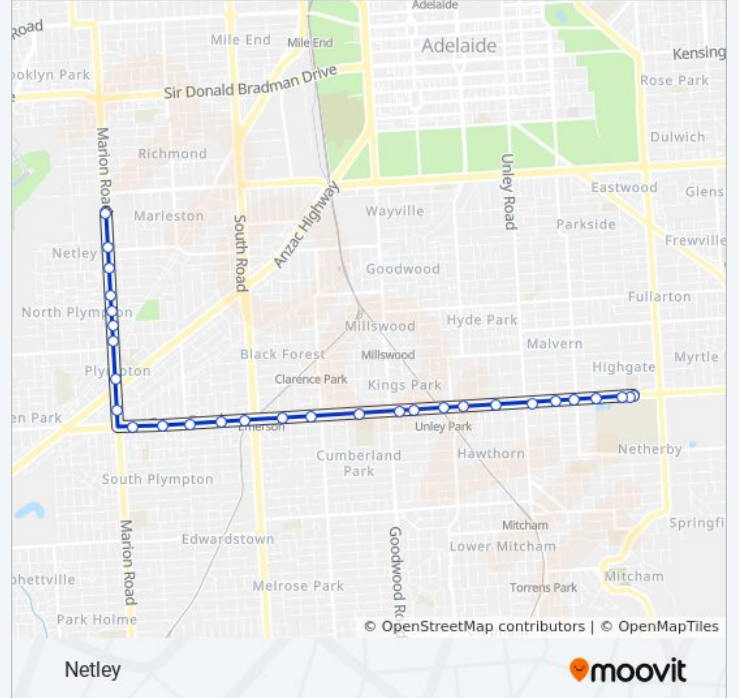 Adelaide
Road
Mile End
Mile End
Adelaide
Kensing
ooklyn Park
Rose Park
Sir Donald Bradman Drive
Marion Road
Dulwich
Richmond
Unley Road
Eastwood
Glens
Marleston
Wayville
Parkside
South Road
Anzac Highway
Frewville
Netley
Goodwood
North Plympton
Fullarton
Millswood
Hyde Park
Black Forest
Millswood
Malvern
Myrtle
Plympton
Clarence Park
Kings Park
Highgate
en Park
Emerson
Unley Park
Cumberland
Park
Hawthorn
Netherby
South Plympton
Marion Road
Goodwood Ro
Mitcham
Springfi
Edwardstown
Lower Mitcham
phettville
Melrose Park
Torrens Park
Mitcham
Park Holme
© OpenStreetMap contributors | © OpenMapTiles
Netley
moovit